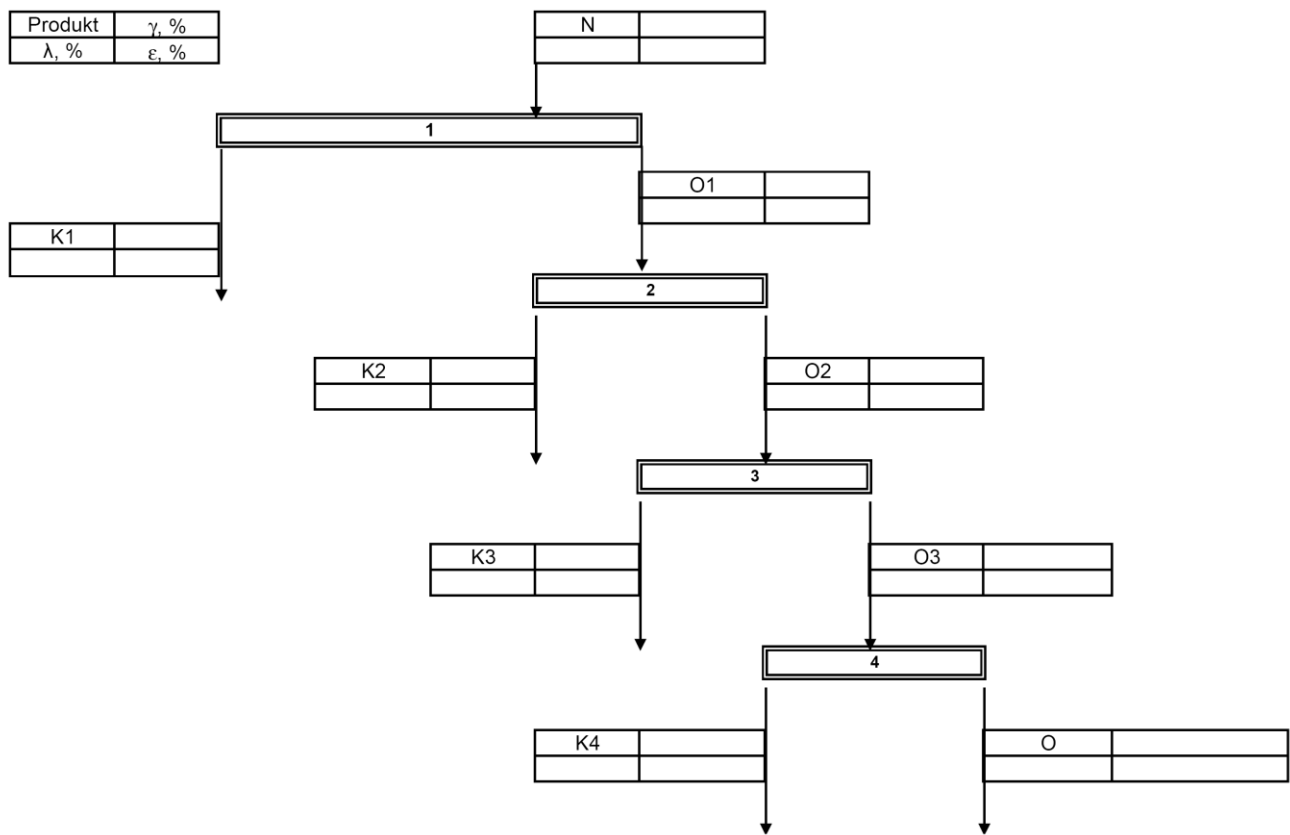 Produkt γ, %
λ, % ε, %
N
1
O1
K1
2
K2
O2
3
K3
O3
4
K4
O